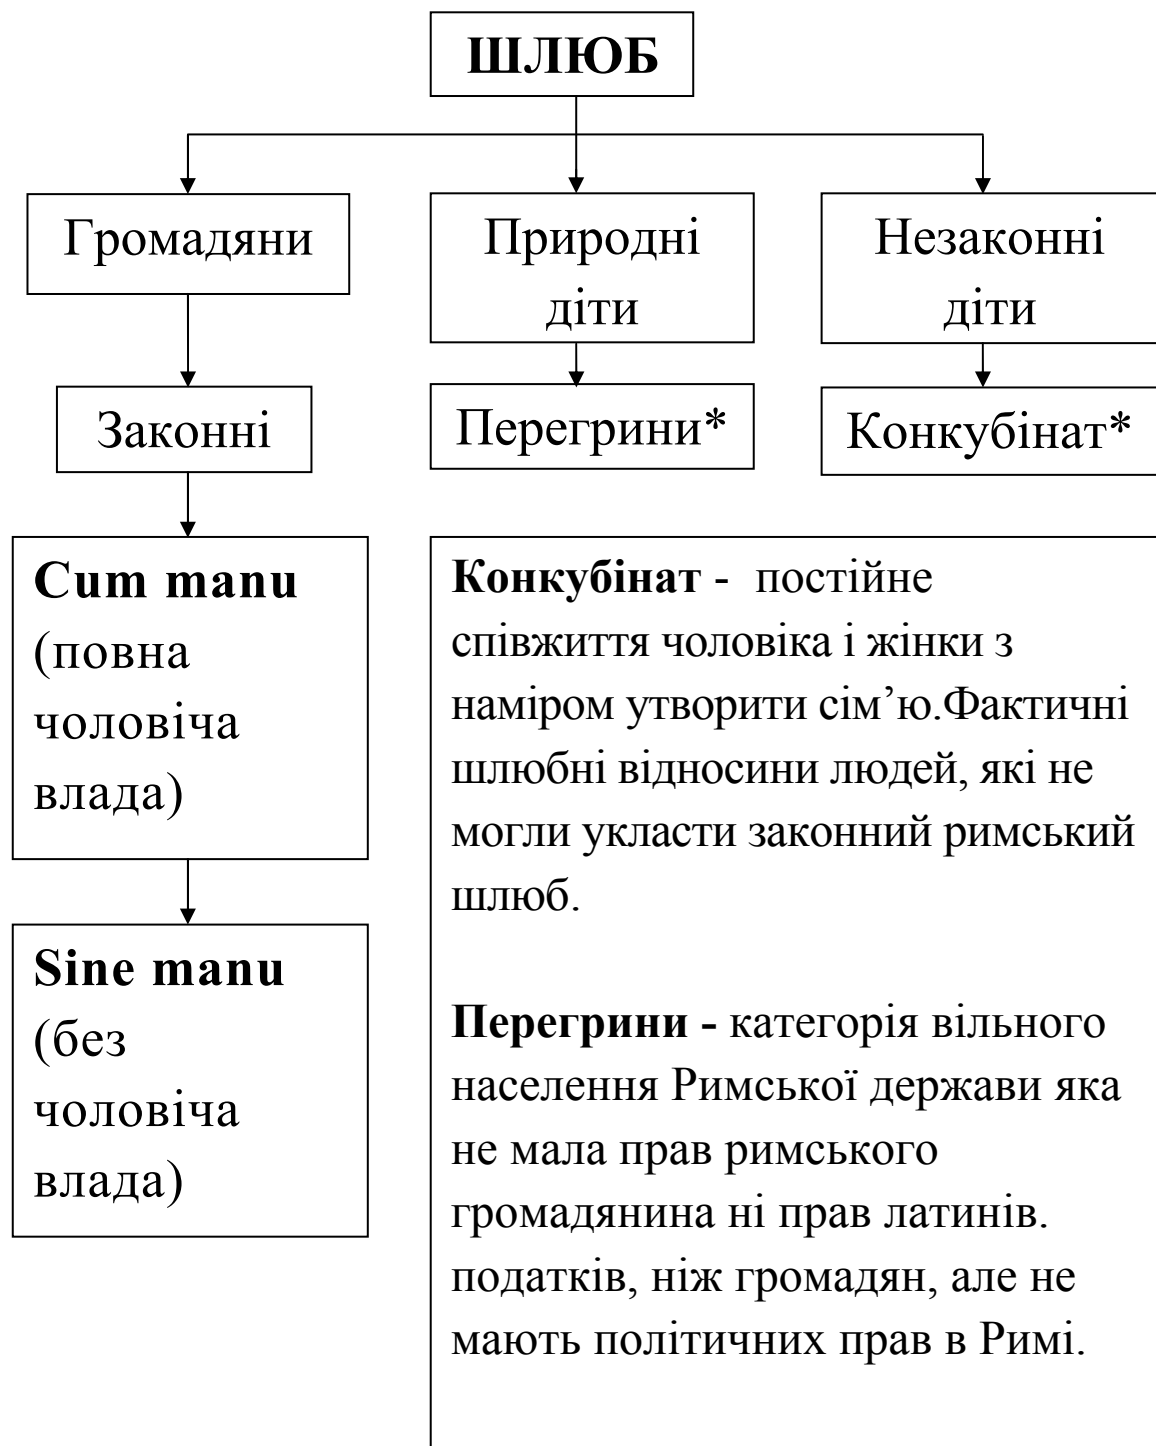 ШЛЮБ
Громадяни
Природні
діти
Незаконні
діти
Законні
Перегрини*
Конкубінат*
Cum manu
(повна
чоловіча
влада)
Sine manu
(без
чоловіча
влада)
Конкубінат - постійне
співжиття чоловіка і жінки з
наміром утворити сім’ю.Фактичні
шлюбні відносини людей, які не
могли укласти законний римський
шлюб.
Перегрини - категорія вільного
населення Римської держави яка
не мала прав римського
громадянина ні прав латинів.
податків, ніж громадян, але не
мають політичних прав в Римі.